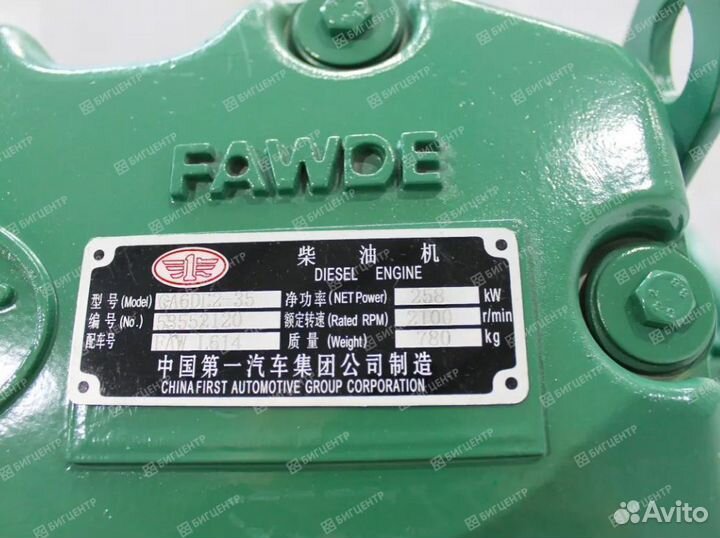 FAWDE
柴油机
DIESEL ENGINE
型号(Model) CA6DL2-35 净功率(NET Power) 258 kW
编号(No.) 53552120 额定转速(Rated RPM) 2100 r/min
配车号 FAW L614 质量(Weight) 780 kg
中国第一汽车集团公司制造
CHINA FIRST AUTOMOTIVE GROUP CORPORATION
БИГЦЕНТР
Avito